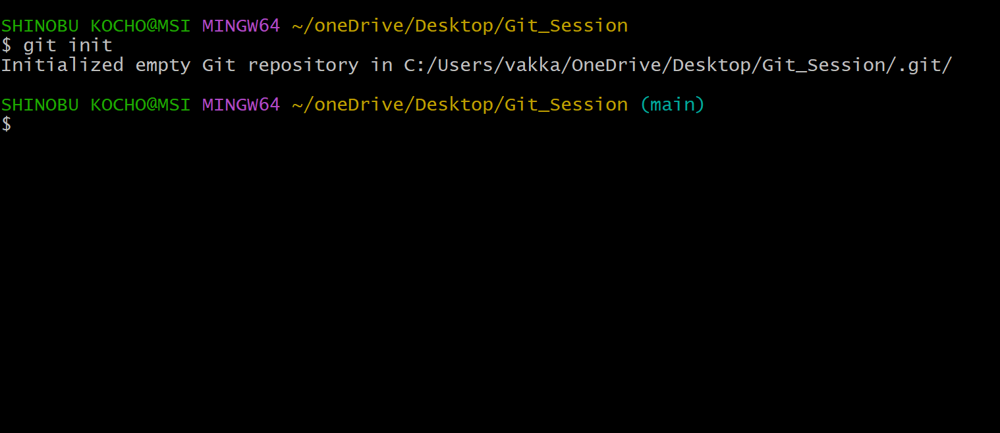 SHINOBU KOCHO@MSI MINGW64 ~/oneDrive/Desktop/Git_Session
$ git init
Initialized empty Git repository in C:/Users/vakka/OneDrive/Desktop/Git_Session/.git/
SHINOBU KOCHO@MSI MINGW64 ~/oneDrive/Desktop/Git_Session (main)
$